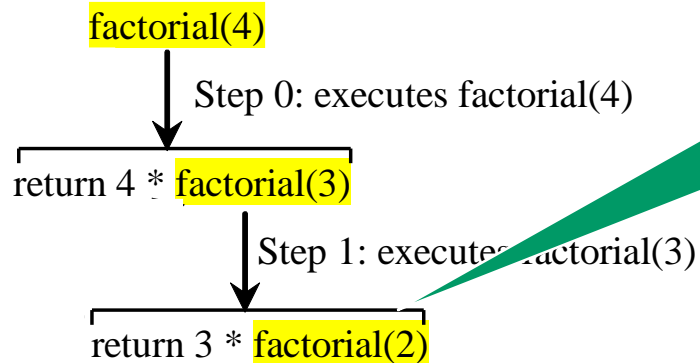 factorial(4)
Step 0: executes factorial(4)
return 4 * factorial(3)
Step 1: executes factorial(3)
return 3 * factorial(2)